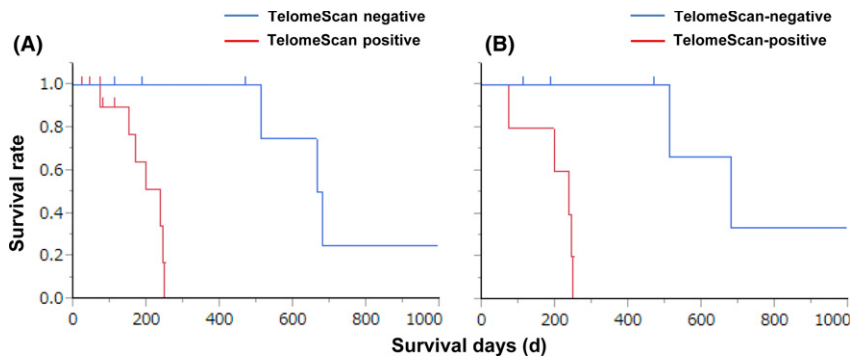 TelomeScan negative
TelomeScan positive
(A)
TelomeScan-negative
TelomeScan-positive
(B)
Survival rate
1.0
0.8
0.6
0.4
0.2
0.0
0 200 400 600 800 1000
0 200 400 600 800 1000
Survival days (d)